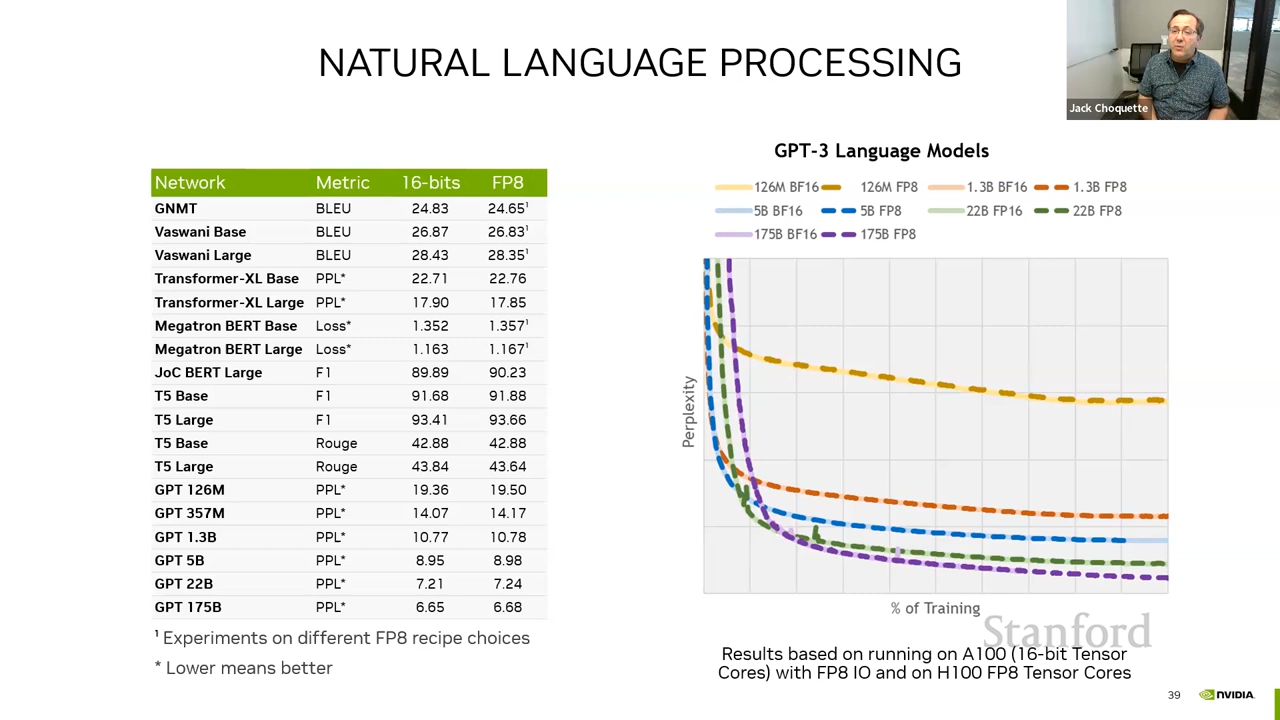 NATURAL LANGUAGE PROCESSING
Jack Choquette
Network Metric 16-bits FP8
GNMT BLEU 24.83 24.65¹
Vaswani Base BLEU 26.87 26.83¹
Vaswani Large BLEU 28.43 28.35¹
Transformer-XL Base PPL* 22.71 22.76
Transformer-XL Large PPL* 17.90 17.85
Megatron BERT Base Loss* 1.352 1.357¹
Megatron BERT Large Loss* 1.163 1.167¹
JoC BERT Large F1 89.89 90.23
T5 Base F1 91.68 91.88
T5 Large F1 93.41 93.66
T5 Base Rouge 42.88 42.88
T5 Large Rouge 43.84 43.64
GPT 126M PPL* 19.36 19.50
GPT 357M PPL* 14.07 14.17
GPT 1.3B PPL* 10.77 10.78
GPT 5B PPL* 8.95 8.98
GPT 22B PPL* 7.21 7.24
GPT 175B PPL* 6.65 6.68
¹ Experiments on different FP8 recipe choices
* Lower means better
GPT-3 Language Models
126M BF16 126M FP8 1.3B BF16 1.3B FP8
5B BF16 5B FP8 22B FP16 22B FP8
175B BF16 175B FP8
Perplexity
% of Training
Stanford
Results based on running on A100 (16-bit Tensor
Cores) with FP8 IO and on H100 FP8 Tensor Cores
39 NVIDIA